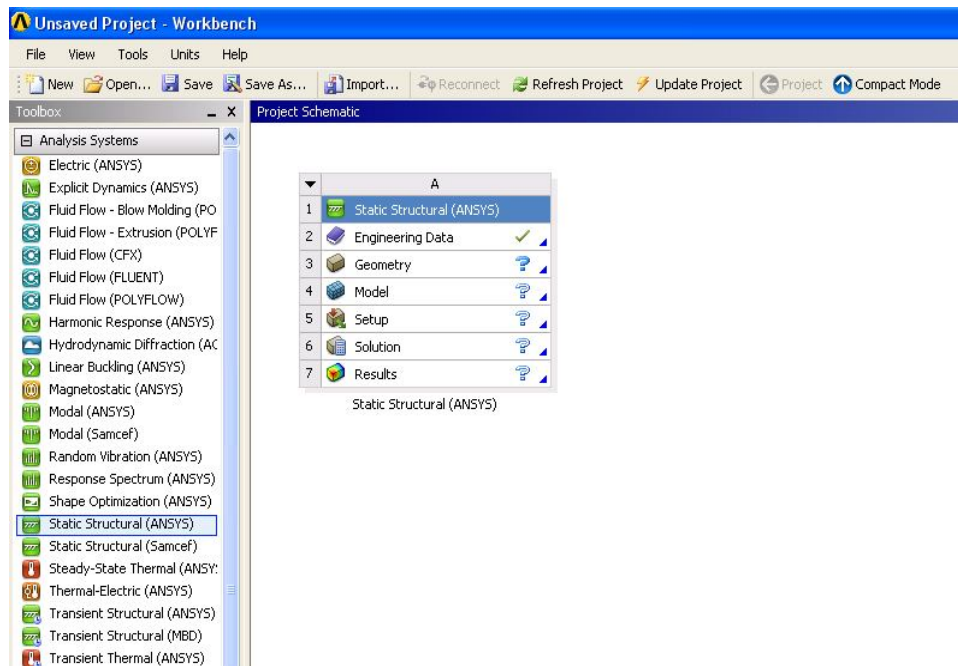 Unsaved Project - Workbench
File View Tools Units Help
New Open... Save Save As... Import... Reconnect Refresh Project Update Project Project Compact Mode
Toolbox
Project Schematic
Analysis Systems
Electric (ANSYS)
Explicit Dynamics (ANSYS)
Fluid Flow - Blow Molding (PO
Fluid Flow - Extrusion (POLYF
Fluid Flow (CFX)
Fluid Flow (FLUENT)
Fluid Flow (POLYFLOW)
Harmonic Response (ANSYS)
Hydrodynamic Diffraction (AC
Linear Buckling (ANSYS)
Magnetostatic (ANSYS)
Modal (ANSYS)
Modal (Samcef)
Random Vibration (ANSYS)
Response Spectrum (ANSYS)
Shape Optimization (ANSYS)
Static Structural (ANSYS)
Static Structural (Samcef)
Steady-State Thermal (ANSY:
Thermal-Electric (ANSYS)
Transient Structural (ANSYS)
Transient Structural (MBD)
Transient Thermal (ANSYS)
A
1 Static Structural (ANSYS)
2 Engineering Data
3 Geometry
4 Model
5 Setup
6 Solution
7 Results
Static Structural (ANSYS)